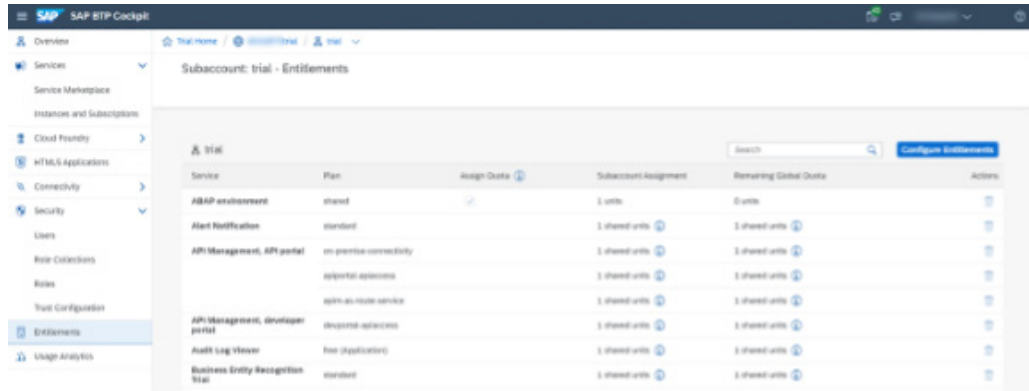 SAP SAP BTP Cockpit
Overview
Trial Home / trial / trial
Services
Subaccount: trial - Entitlements
Service Marketplace
Instances and Subscriptions
Cloud Foundry
trial
Search
Configure Entitlements
HTML5 Applications
Service Plan Assign Quota Subaccount Assignment Remaining Global Quota Actions
Connectivity
ABAP environment shared 1 units 0 units
Security
Alert Notification standard 1 shared units 1 shared units
Users
API Management, API portal on-premise-connectivity 1 shared units 1 shared units
Role Collections
apiportal-apiaccess 1 shared units 1 shared units
Roles
apim-as-route-service 1 shared units 1 shared units
Trust Configuration
API Management, developer
portal
devportal-apiaccess 1 shared units 1 shared units
Entitlements
Audit Log Viewer free (Application) 1 shared units 1 shared units
Usage Analytics
Business Entity Recognition
Trial
standard 1 shared units 1 shared units